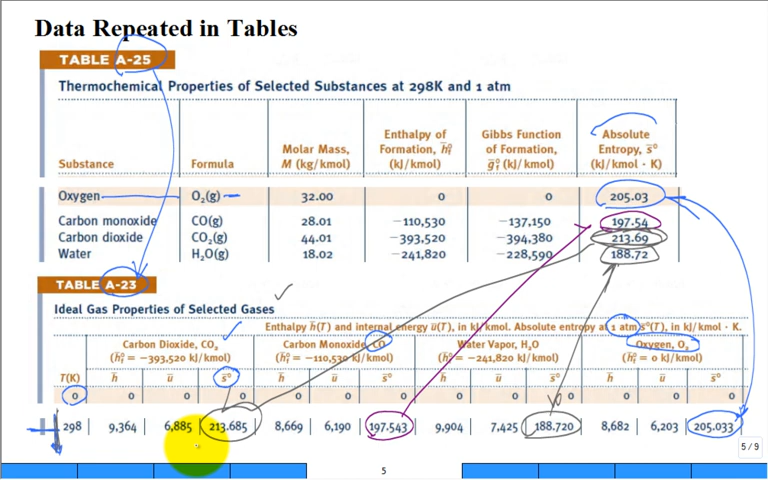 Data Repeated in Tables
TABLE A-25
Thermochemical Properties of Selected Substances at 298K and 1 atm
Enthalpy of Gibbs Function Absolute
Molar Mass, Formation, h̄°f of Formation, Entropy, s̄°
Substance Formula M (kg/kmol) (kJ/kmol) ḡ°f (kJ/kmol) (kJ/kmol · K)
Oxygen O₂(g) 32.00 0 0 205.03
Carbon monoxide CO(g) 28.01 −110,530 −137,150 197.54
Carbon dioxide CO₂(g) 44.01 −393,520 −394,380 213.69
Water H₂O(g) 18.02 −241,820 −228,590 188.72
TABLE A-23
Ideal Gas Properties of Selected Gases
Enthalpy h̄(T) and internal energy ū(T), in kJ/kmol. Absolute entropy at 1 atm s̄°(T), in kJ/kmol · K.
Carbon Dioxide, CO₂ Carbon Monoxide, CO Water Vapor, H₂O Oxygen, O₂
(h̄°f = −393,520 kJ/kmol) (h̄°f = −110,530 kJ/kmol) (h̄°f = −241,820 kJ/kmol) (h̄°f = 0 kJ/kmol)
T(K) h̄ ū s̄° h̄ ū s̄° h̄ ū s̄° h̄ ū s̄°
0 0 0 0 0 0 0 0 0 0 0 0 0
298 9,364 6,885 213.685 8,669 6,190 197.543 9,904 7,425 188.720 8,682 6,203 205.033
5/9
5